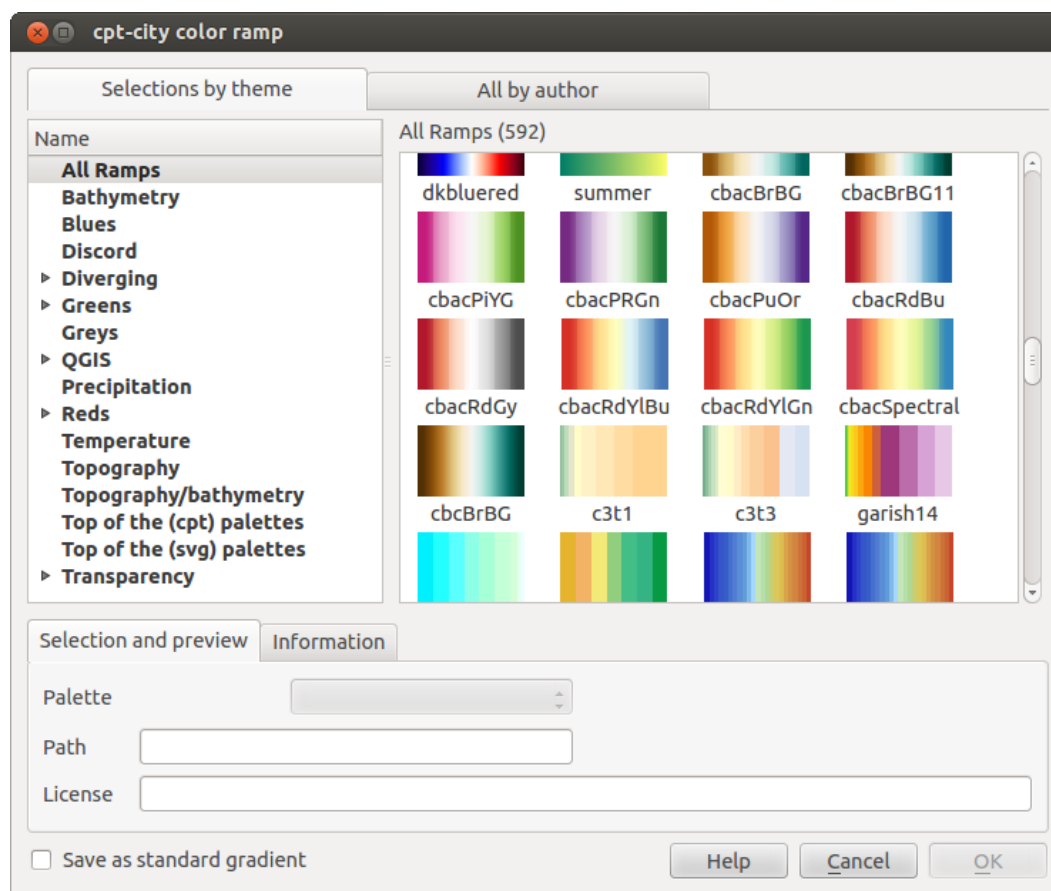 cpt-city color ramp
Selections by theme
All by author
Name
All Ramps
Bathymetry
Blues
Discord
Diverging
Greens
Greys
QGIS
Precipitation
Reds
Temperature
Topography
Topography/bathymetry
Top of the (cpt) palettes
Top of the (svg) palettes
Transparency
All Ramps (592)
dkbluered summer cbacBrBG cbacBrBG11
cbacPiYG cbacPRGn cbacPuOr cbacRdBu
cbacRdGy cbacRdYlBu cbacRdYlGn cbacSpectral
cbcBrBG c3t1 c3t3 garish14
Selection and preview
Information
Palette
Path
License
Save as standard gradient
Help
Cancel
OK